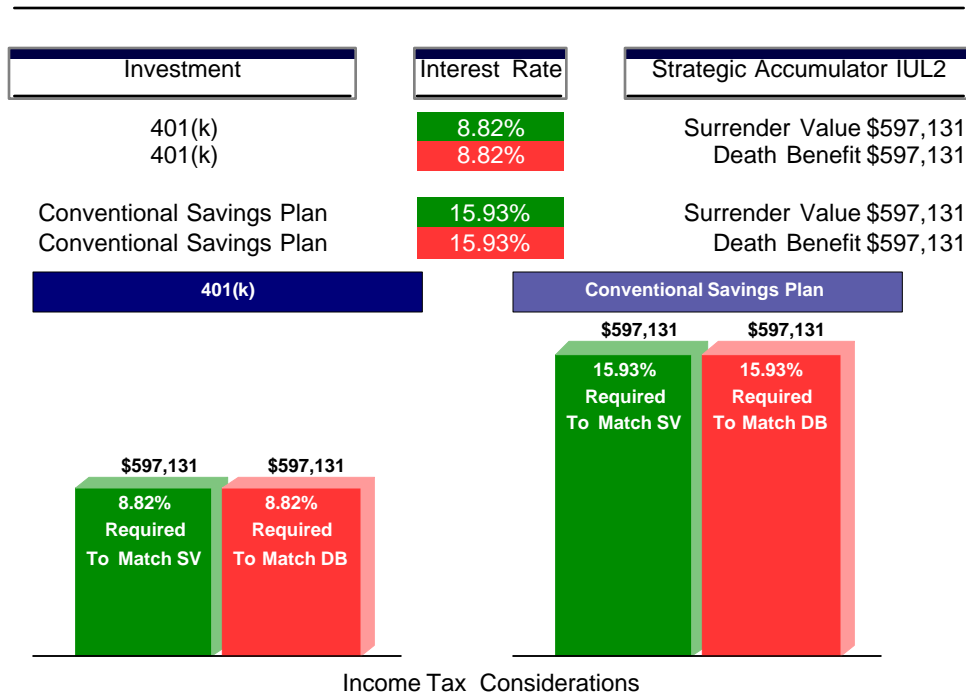 Investment Interest Rate Strategic Accumulator IUL2
401(k) 8.82% Surrender Value $597,131
401(k) 8.82% Death Benefit $597,131
Conventional Savings Plan 15.93% Surrender Value $597,131
Conventional Savings Plan 15.93% Death Benefit $597,131
401(k)
$597,131 $597,131
8.82% 8.82%
Required Required
To Match SV To Match DB
Conventional Savings Plan
$597,131 $597,131
15.93% 15.93%
Required Required
To Match SV To Match DB
Income Tax Considerations